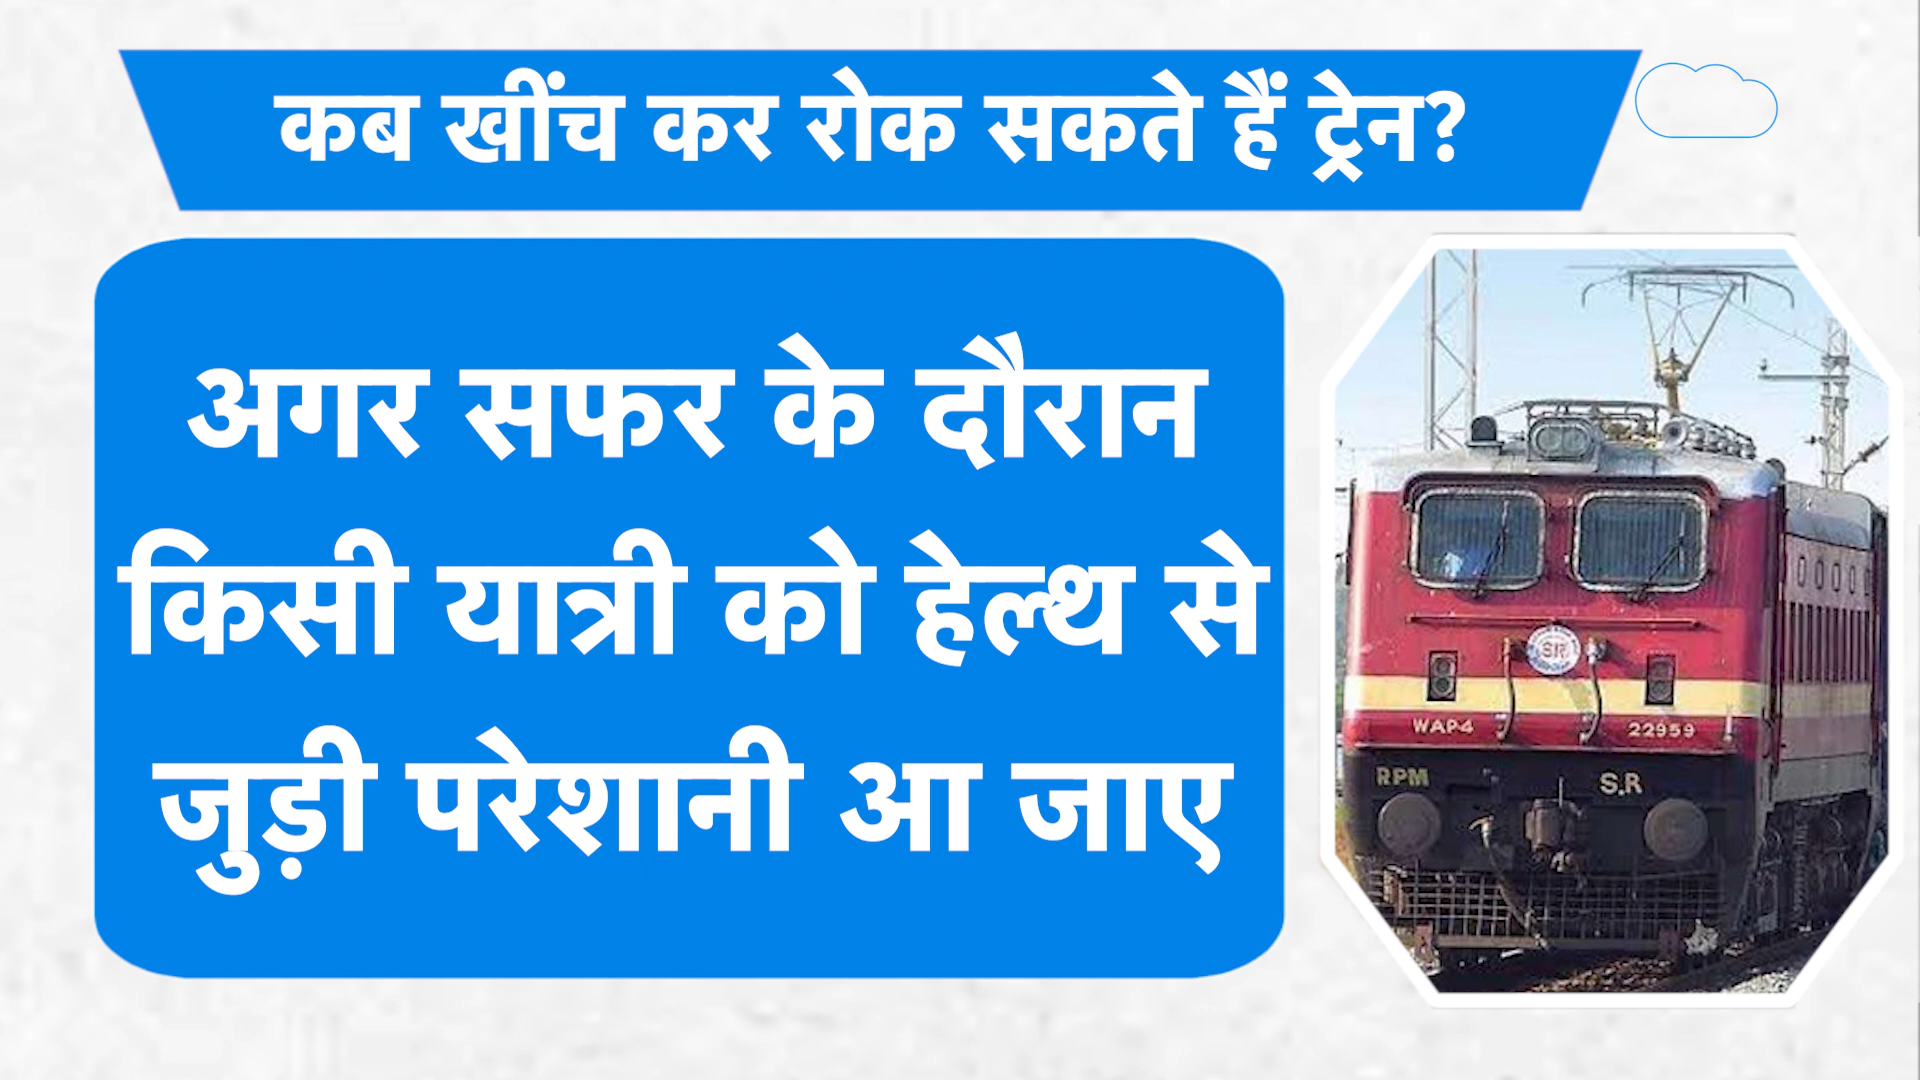 कब खींच कर रोक सकते हैं ट्रेन?
अगर सफर के दौरान
किसी यात्री को हेल्थ से
जुड़ी परेशानी आ जाए
SR
WAP4 22959
RPM S.R